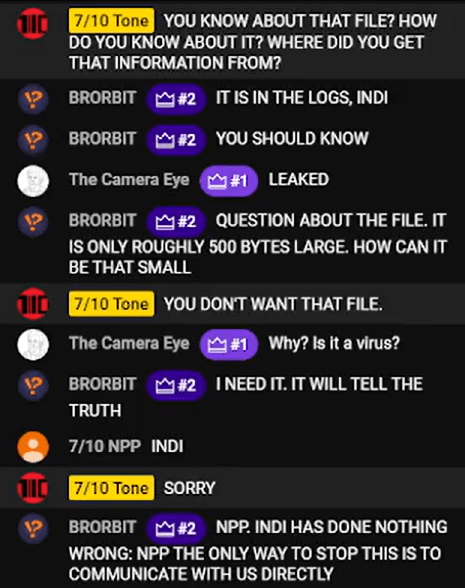 7/10 Tone YOU KNOW ABOUT THAT FILE? HOW
DO YOU KNOW ABOUT IT? WHERE DID YOU GET
THAT INFORMATION FROM?
BRORBIT #2 IT IS IN THE LOGS, INDI
BRORBIT #2 YOU SHOULD KNOW
The Camera Eye #1 LEAKED
BRORBIT #2 QUESTION ABOUT THE FILE. IT
IS ONLY ROUGHLY 500 BYTES LARGE. HOW CAN IT
BE THAT SMALL
7/10 Tone YOU DON'T WANT THAT FILE.
The Camera Eye #1 Why? Is it a virus?
BRORBIT #2 I NEED IT. IT WILL TELL THE
TRUTH
7/10 NPP INDI
7/10 Tone SORRY
BRORBIT #2 NPP. INDI HAS DONE NOTHING
WRONG: NPP THE ONLY WAY TO STOP THIS IS TO
COMMUNICATE WITH US DIRECTLY